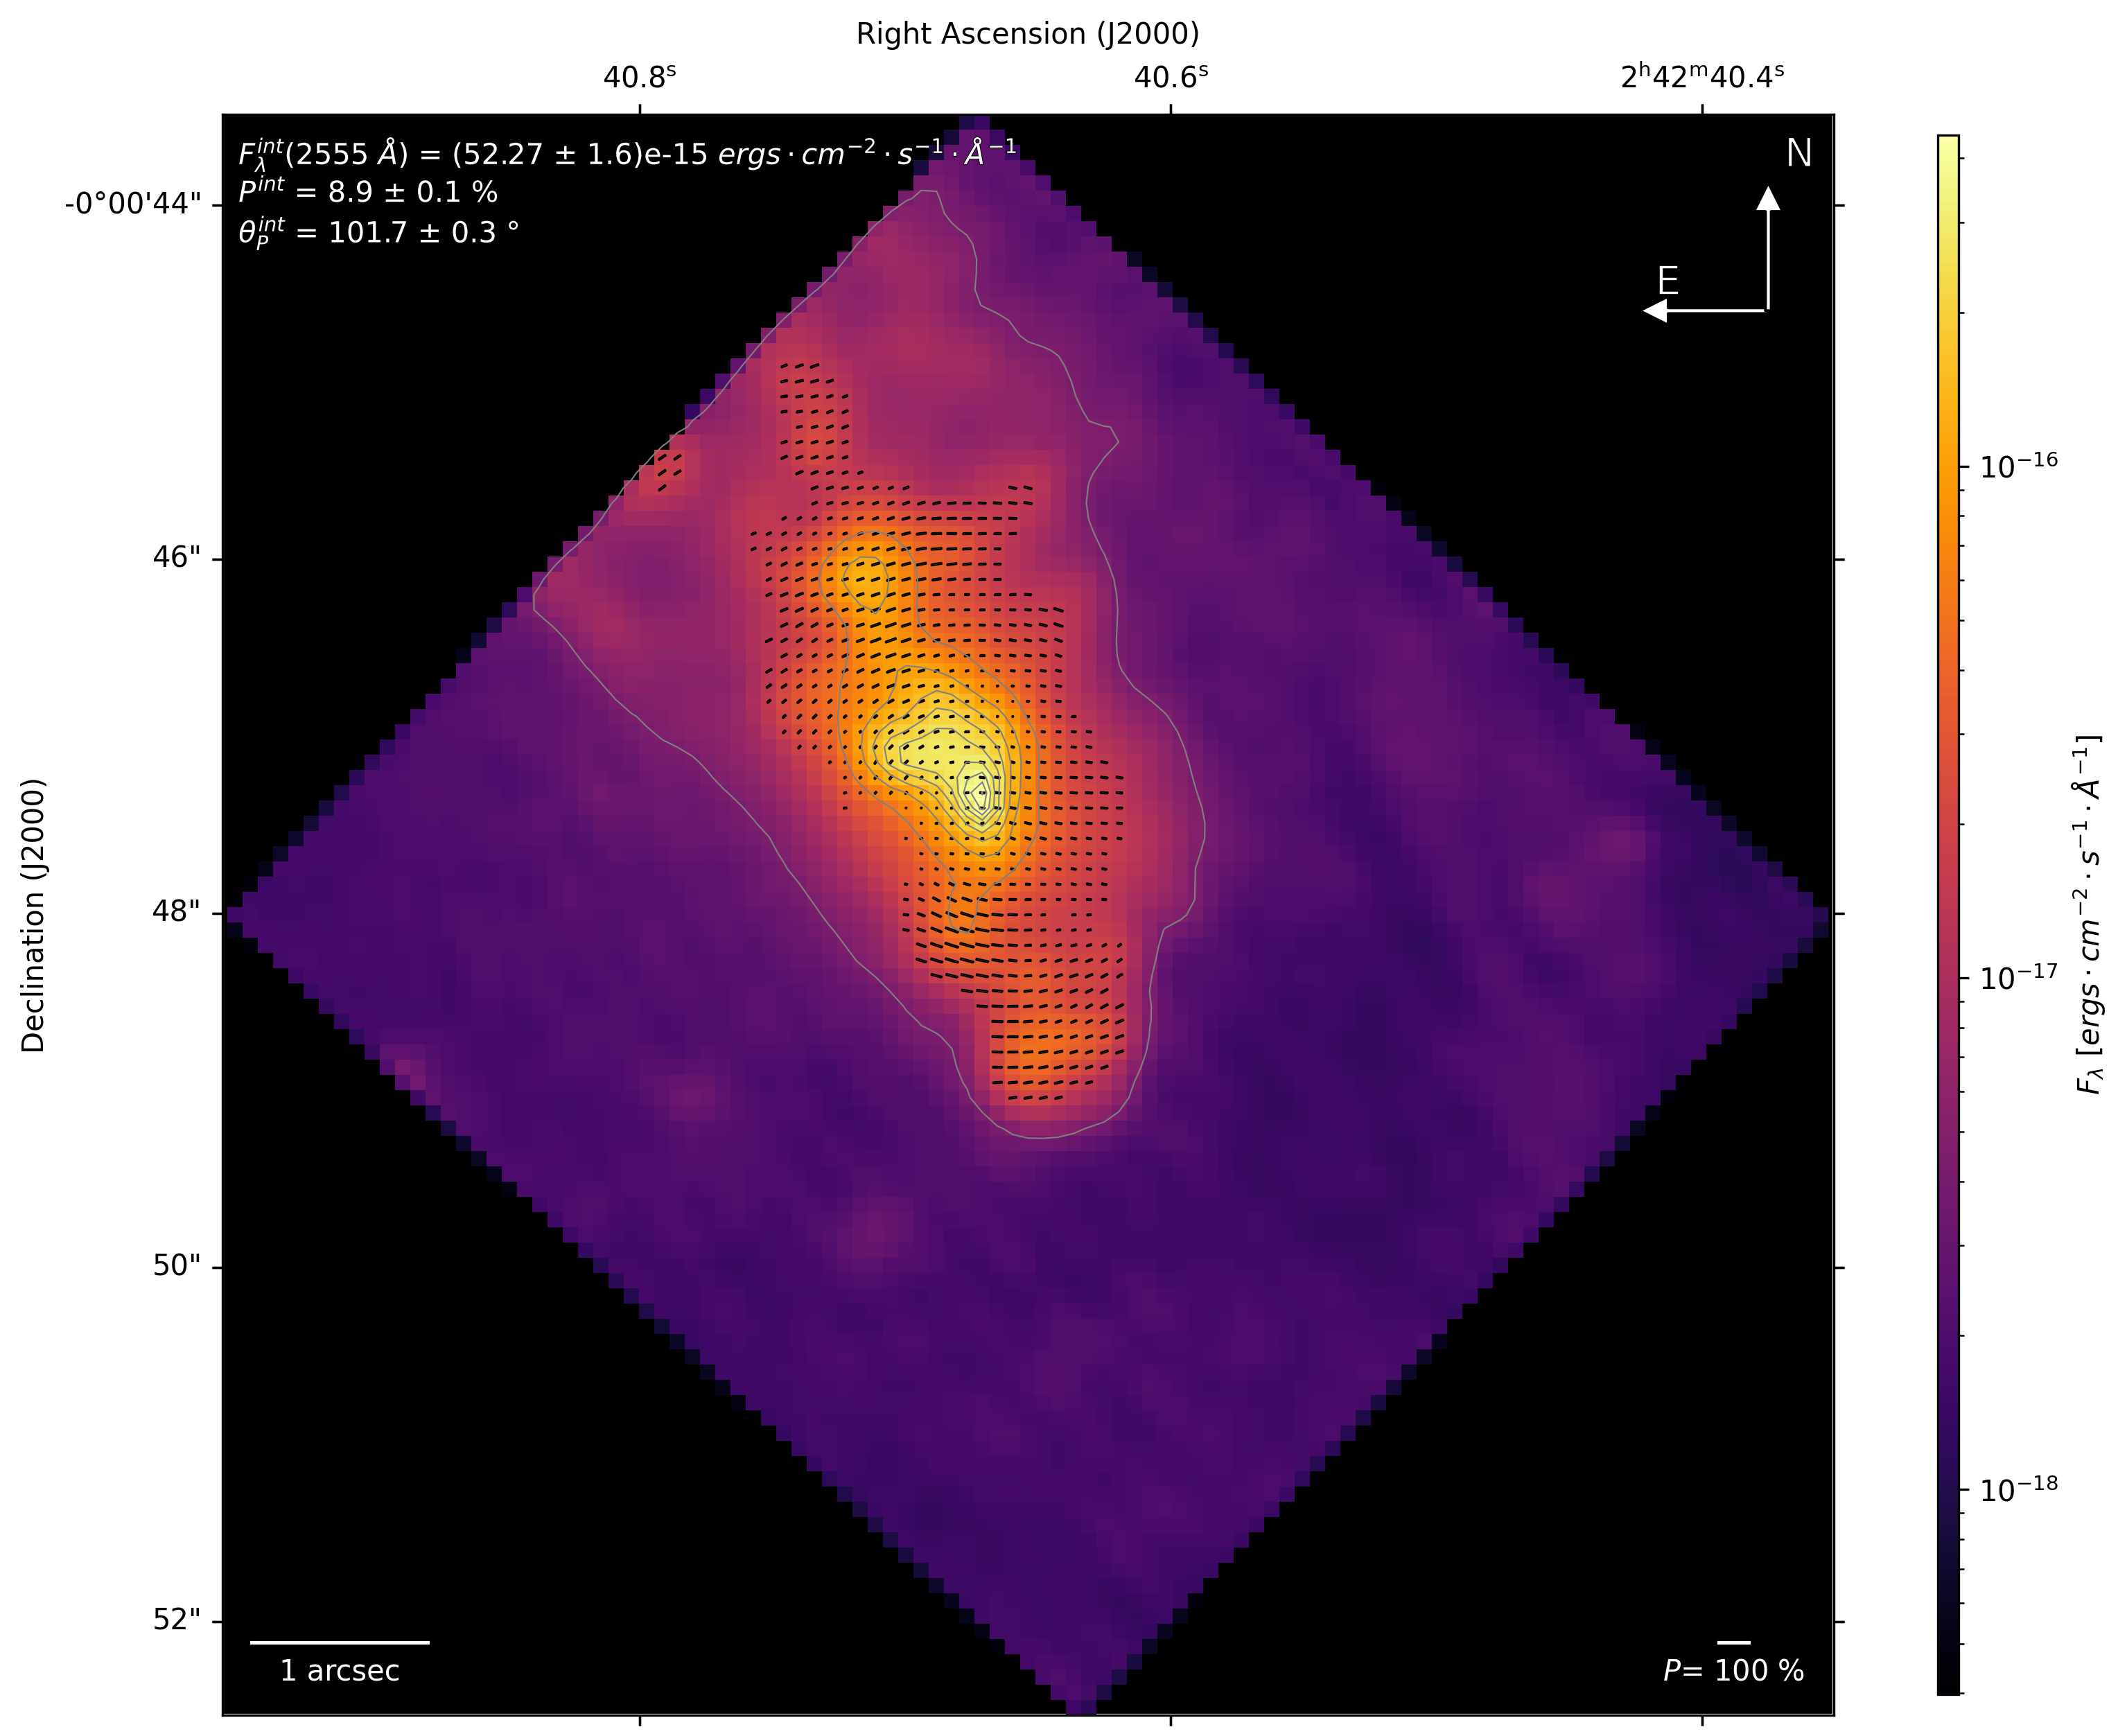 Right Ascension (J2000)
40.8ˢ 40.6ˢ 2ʰ42ᵐ40.4ˢ
F_λ^int(2555 Å) = (52.27 ± 1.6)e-15 ergs·cm⁻²·s⁻¹·Å⁻¹
P^int = 8.9 ± 0.1 %
θ_P^int = 101.7 ± 0.3 °
N
E
-0°00'44"
46"
48"
50"
52"
Declination (J2000)
1 arcsec
P= 100 %
10⁻¹⁶
10⁻¹⁷
10⁻¹⁸
F_λ [ergs·cm⁻²·s⁻¹·Å⁻¹]